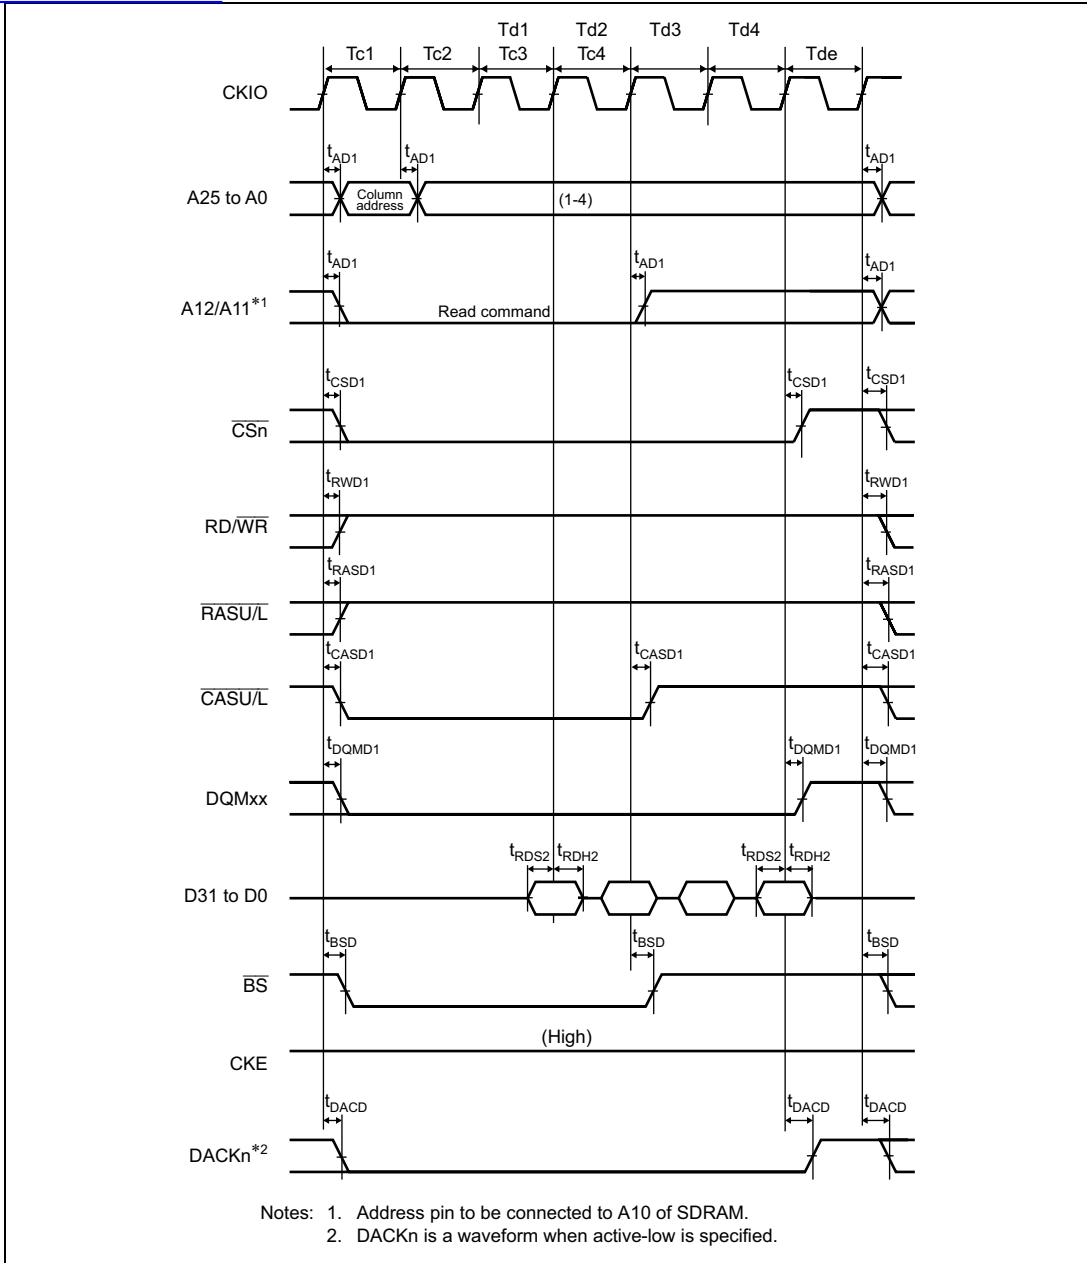 Td1 Td2 Td3 Td4
Tc1 Tc2 Tc3 Tc4 Tde
CKIO
tAD1 tAD1 tAD1
A25 to A0 Column address (1-4)
tAD1 tAD1 tAD1
A12/A11*1 Read command
tCSD1 tCSD1 tCSD1
CSn
tRWD1 tRWD1
RD/WR
tRASD1 tRASD1
RASU/L
tCASD1 tCASD1 tCASD1
CASU/L
tDQMD1 tDQMD1 tDQMD1
DQMxx
tRDS2 tRDH2 tRDS2 tRDH2
D31 to D0
tBSD tBSD tBSD
BS
(High)
CKE
tDACD tDACD tDACD
DACKn*2
Notes: 1. Address pin to be connected to A10 of SDRAM.
2. DACKn is a waveform when active-low is specified.